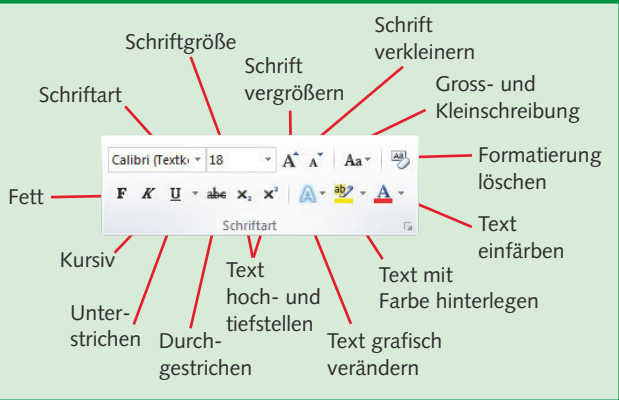 Schriftgröße
Schrift
verkleinern
Schrift
vergrößern
Schriftart
Gross- und
Kleinschreibung
Calibri (Textk 18 A A Aa
Formatierung
löschen
Fett
F K U abc x₂ x² A ab A
Schriftart
Text
einfärben
Kursiv
Text
hoch- und
tiefstellen
Text mit
Farbe hinterlegen
Unter-
strichen
Durch-
gestrichen
Text grafisch
verändern